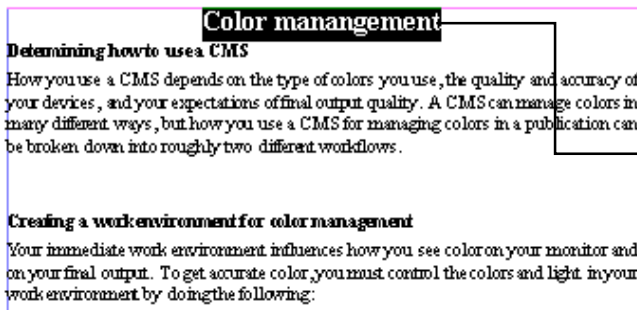 Color manangement
Determining how to use a CMS
How you use a CMS depends on the type of colors you use, the quality and accuracy of
your devices, and your expectations of final output quality. A CMS can manage colors in
many different ways, but how you use a CMS for managing colors in a publication can
be broken down into roughly two different workflows.
Creating a work environment for color management
Your immediate work environment influences how you see color on your monitor and
on your final output. To get accurate color, you must control the colors and light in your
work environment by doing the following: